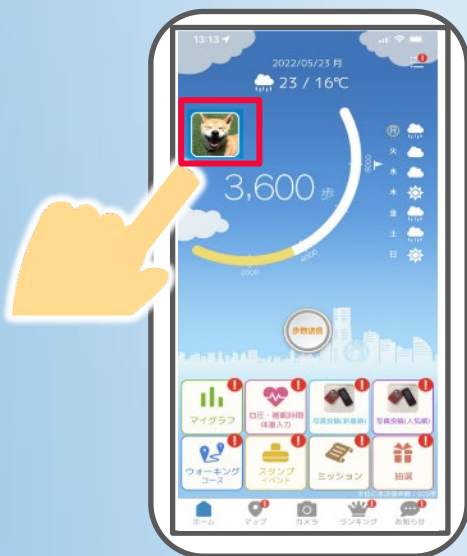 13:13
2022/05/23 月
23 / 16℃
月
火
水
木
金
土
日
8000
3,600 歩
4000
2000
歩数送信
マイグラフ
血圧・睡眠時間
体重入力
写真投稿(新着順)
写真投稿(人気順)
ウォーキング
コース
スタンプ
イベント
ミッション
抽選
ホーム
マップ
カメラ
ランキング
お知らせ